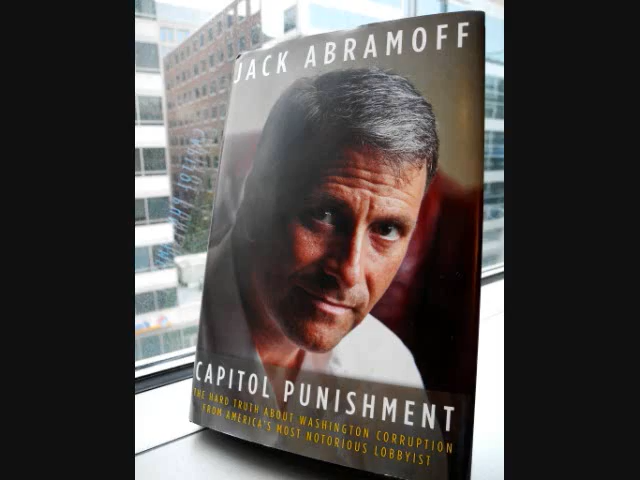 JACK ABRAMOFF
CAPITOL PUNISHMENT
THE HARD TRUTH ABOUT WASHINGTON CORRUPTION
FROM AMERICA'S MOST NOTORIOUS LOBBYIST